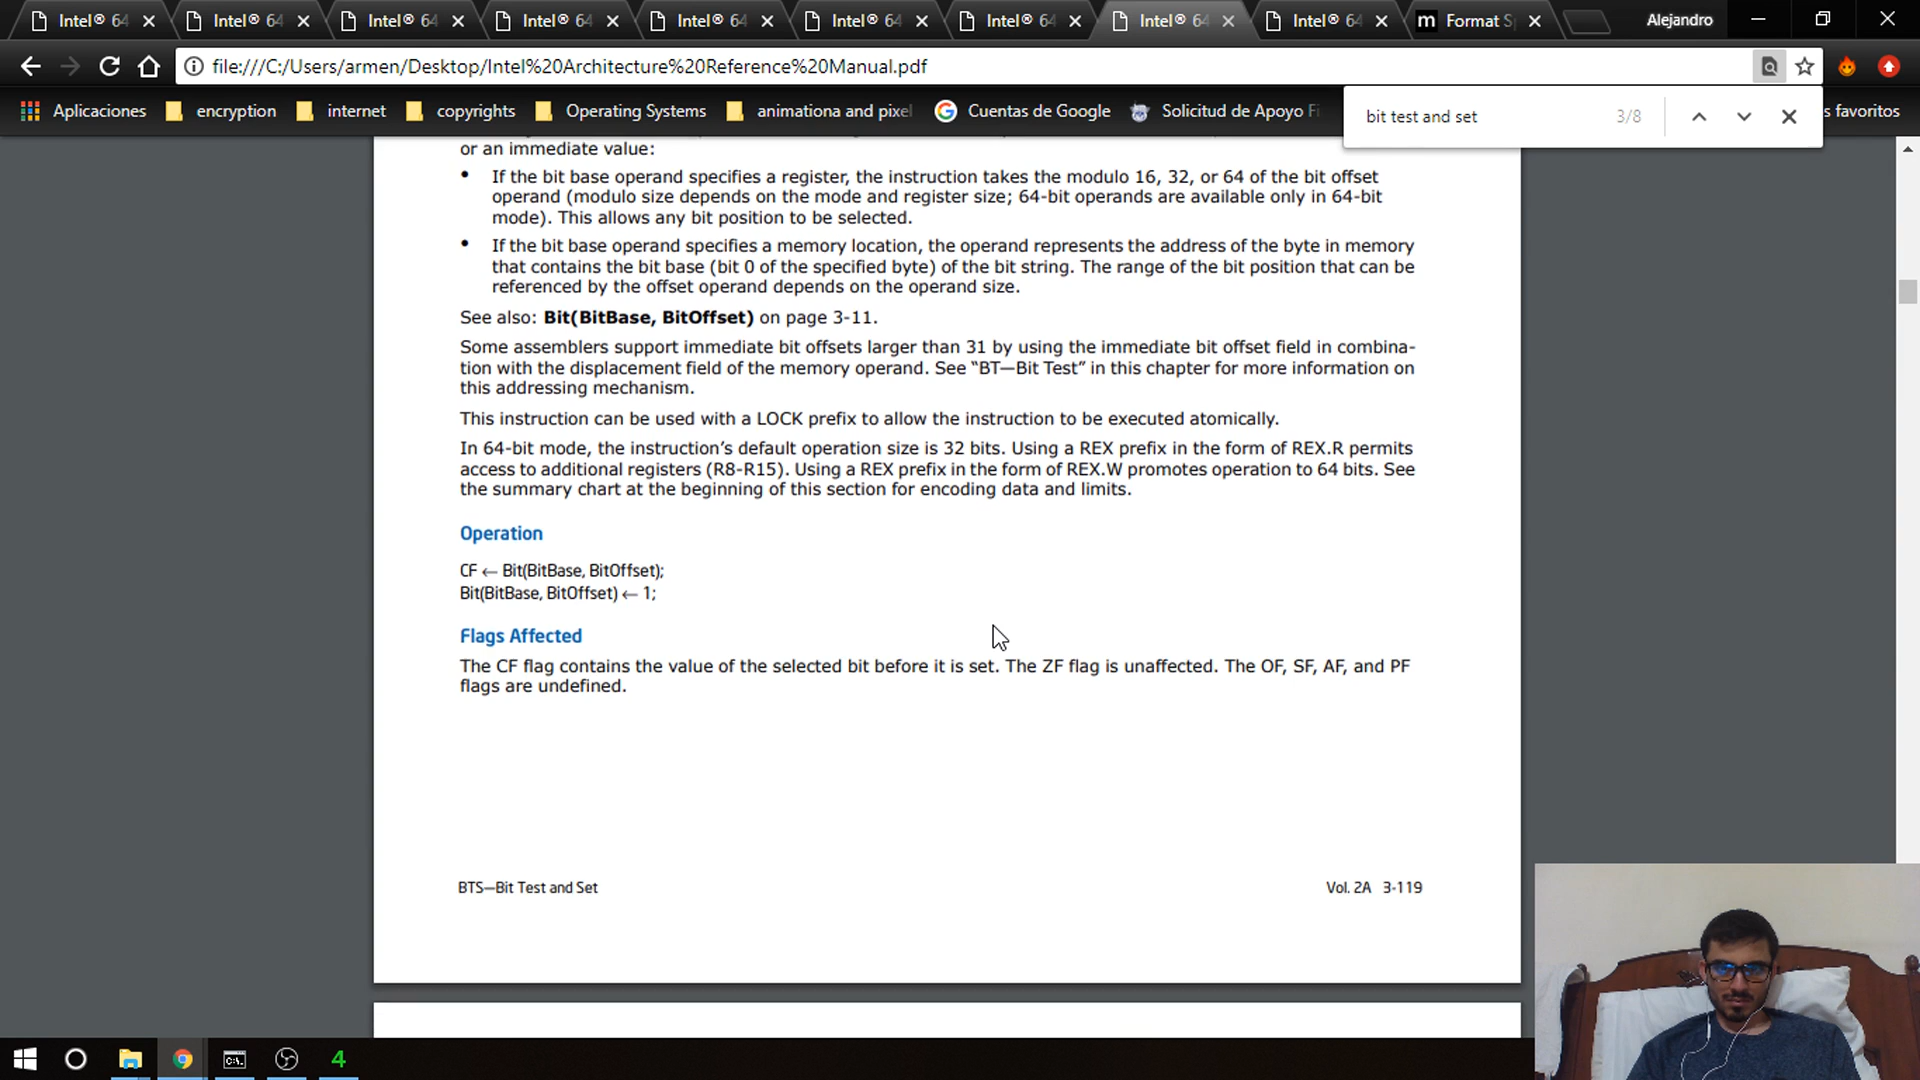 Intel® 64 Intel® 64 Intel® 64 Intel® 64 Intel® 64 Intel® 64 Intel® 64 Intel® 64 Intel® 64 m Format S Alejandro
file:///C:/Users/armen/Desktop/Intel%20Architecture%20Reference%20Manual.pdf
Aplicaciones encryption internet copyrights Operating Systems animationa and pixel Cuentas de Google Solicitud de Apoyo Fi s favoritos
bit test and set 3/8
or an immediate value:
• If the bit base operand specifies a register, the instruction takes the modulo 16, 32, or 64 of the bit offset
operand (modulo size depends on the mode and register size; 64-bit operands are available only in 64-bit
mode). This allows any bit position to be selected.
• If the bit base operand specifies a memory location, the operand represents the address of the byte in memory
that contains the bit base (bit 0 of the specified byte) of the bit string. The range of the bit position that can be
referenced by the offset operand depends on the operand size.
See also: Bit(BitBase, BitOffset) on page 3-11.
Some assemblers support immediate bit offsets larger than 31 by using the immediate bit offset field in combina-
tion with the displacement field of the memory operand. See “BT—Bit Test” in this chapter for more information on
this addressing mechanism.
This instruction can be used with a LOCK prefix to allow the instruction to be executed atomically.
In 64-bit mode, the instruction’s default operation size is 32 bits. Using a REX prefix in the form of REX.R permits
access to additional registers (R8-R15). Using a REX prefix in the form of REX.W promotes operation to 64 bits. See
the summary chart at the beginning of this section for encoding data and limits.
Operation
CF ← Bit(BitBase, BitOffset);
Bit(BitBase, BitOffset) ← 1;
Flags Affected
The CF flag contains the value of the selected bit before it is set. The ZF flag is unaffected. The OF, SF, AF, and PF
flags are undefined.
BTS—Bit Test and Set Vol. 2A 3-119
C:\. 4